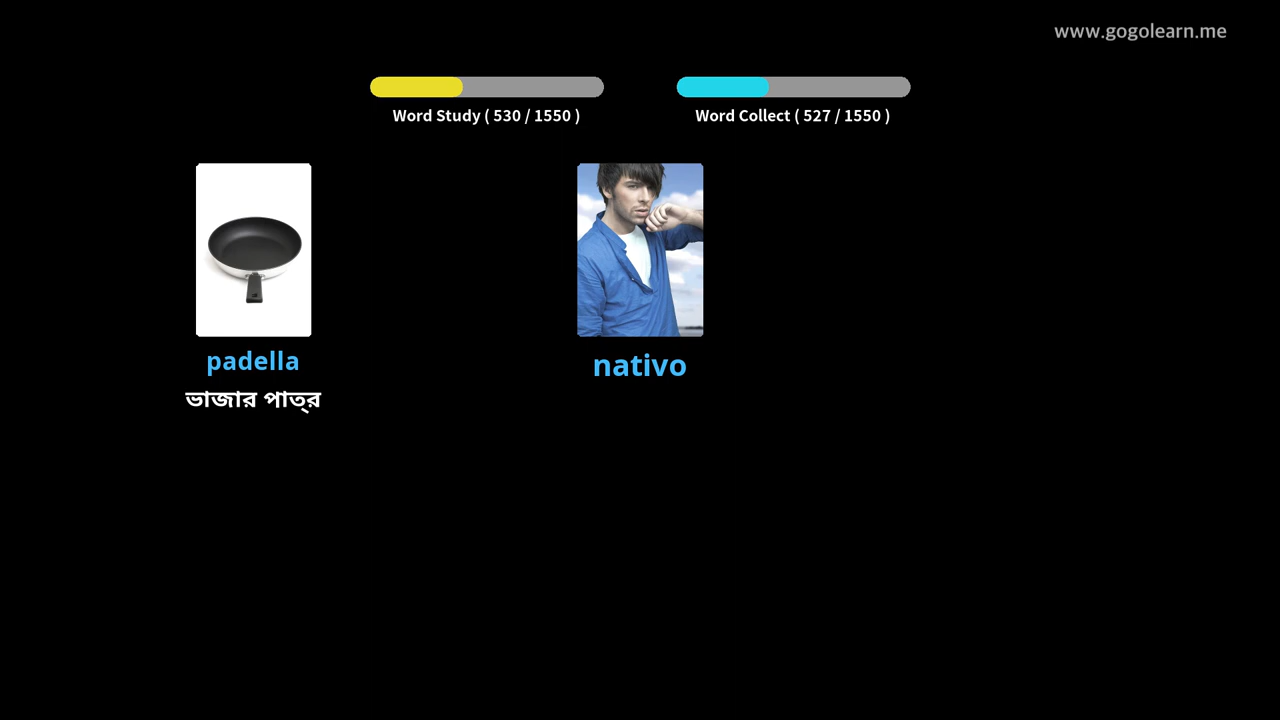 www.gogolearn.me
Word Study ( 530 / 1550 )
Word Collect ( 527 / 1550 )
padella
nativo
ভাজার পাত্র